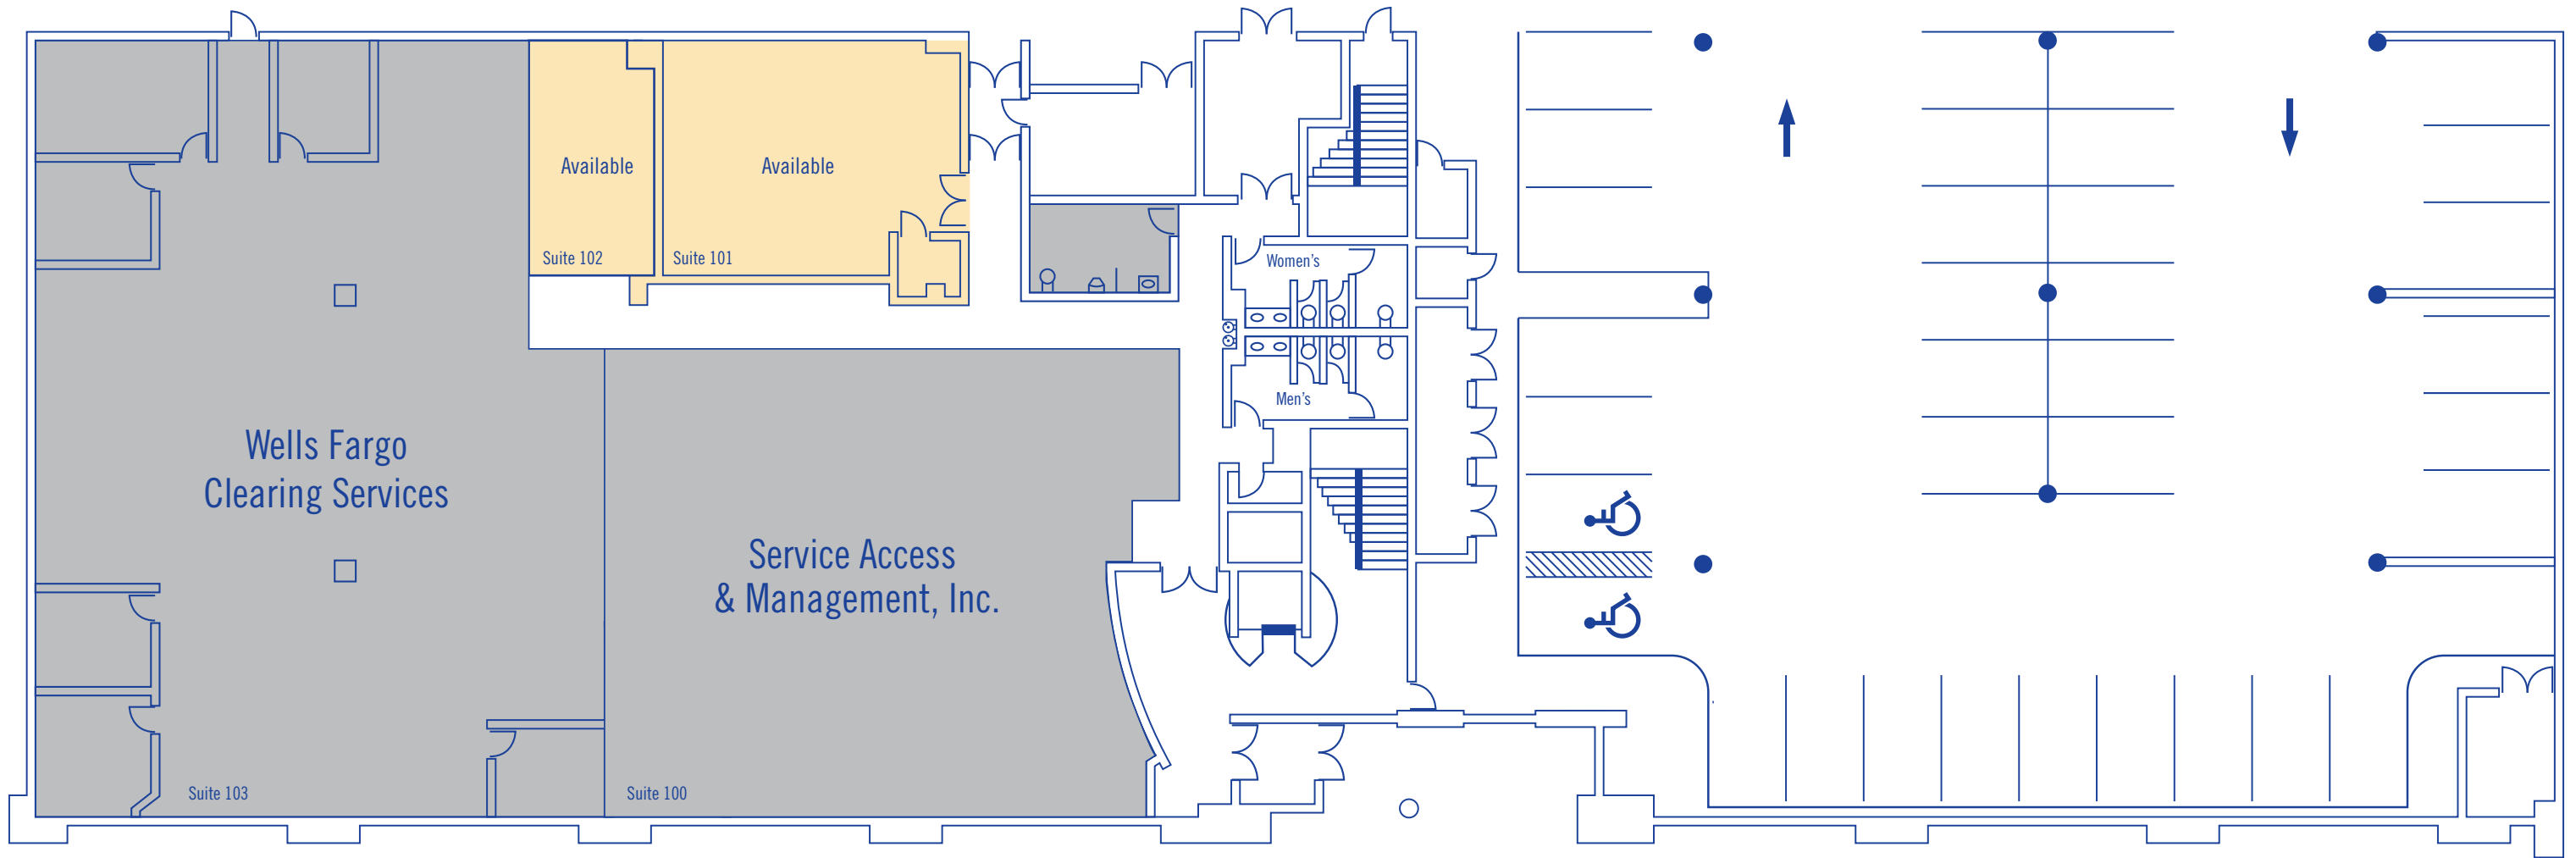 Available
Available
Suite 102
Suite 101
Women's
Men's
Wells Fargo
Clearing Services
Service Access
& Management, Inc.
Suite 103
Suite 100